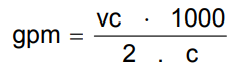 gpm = vc · 1000
2 . c